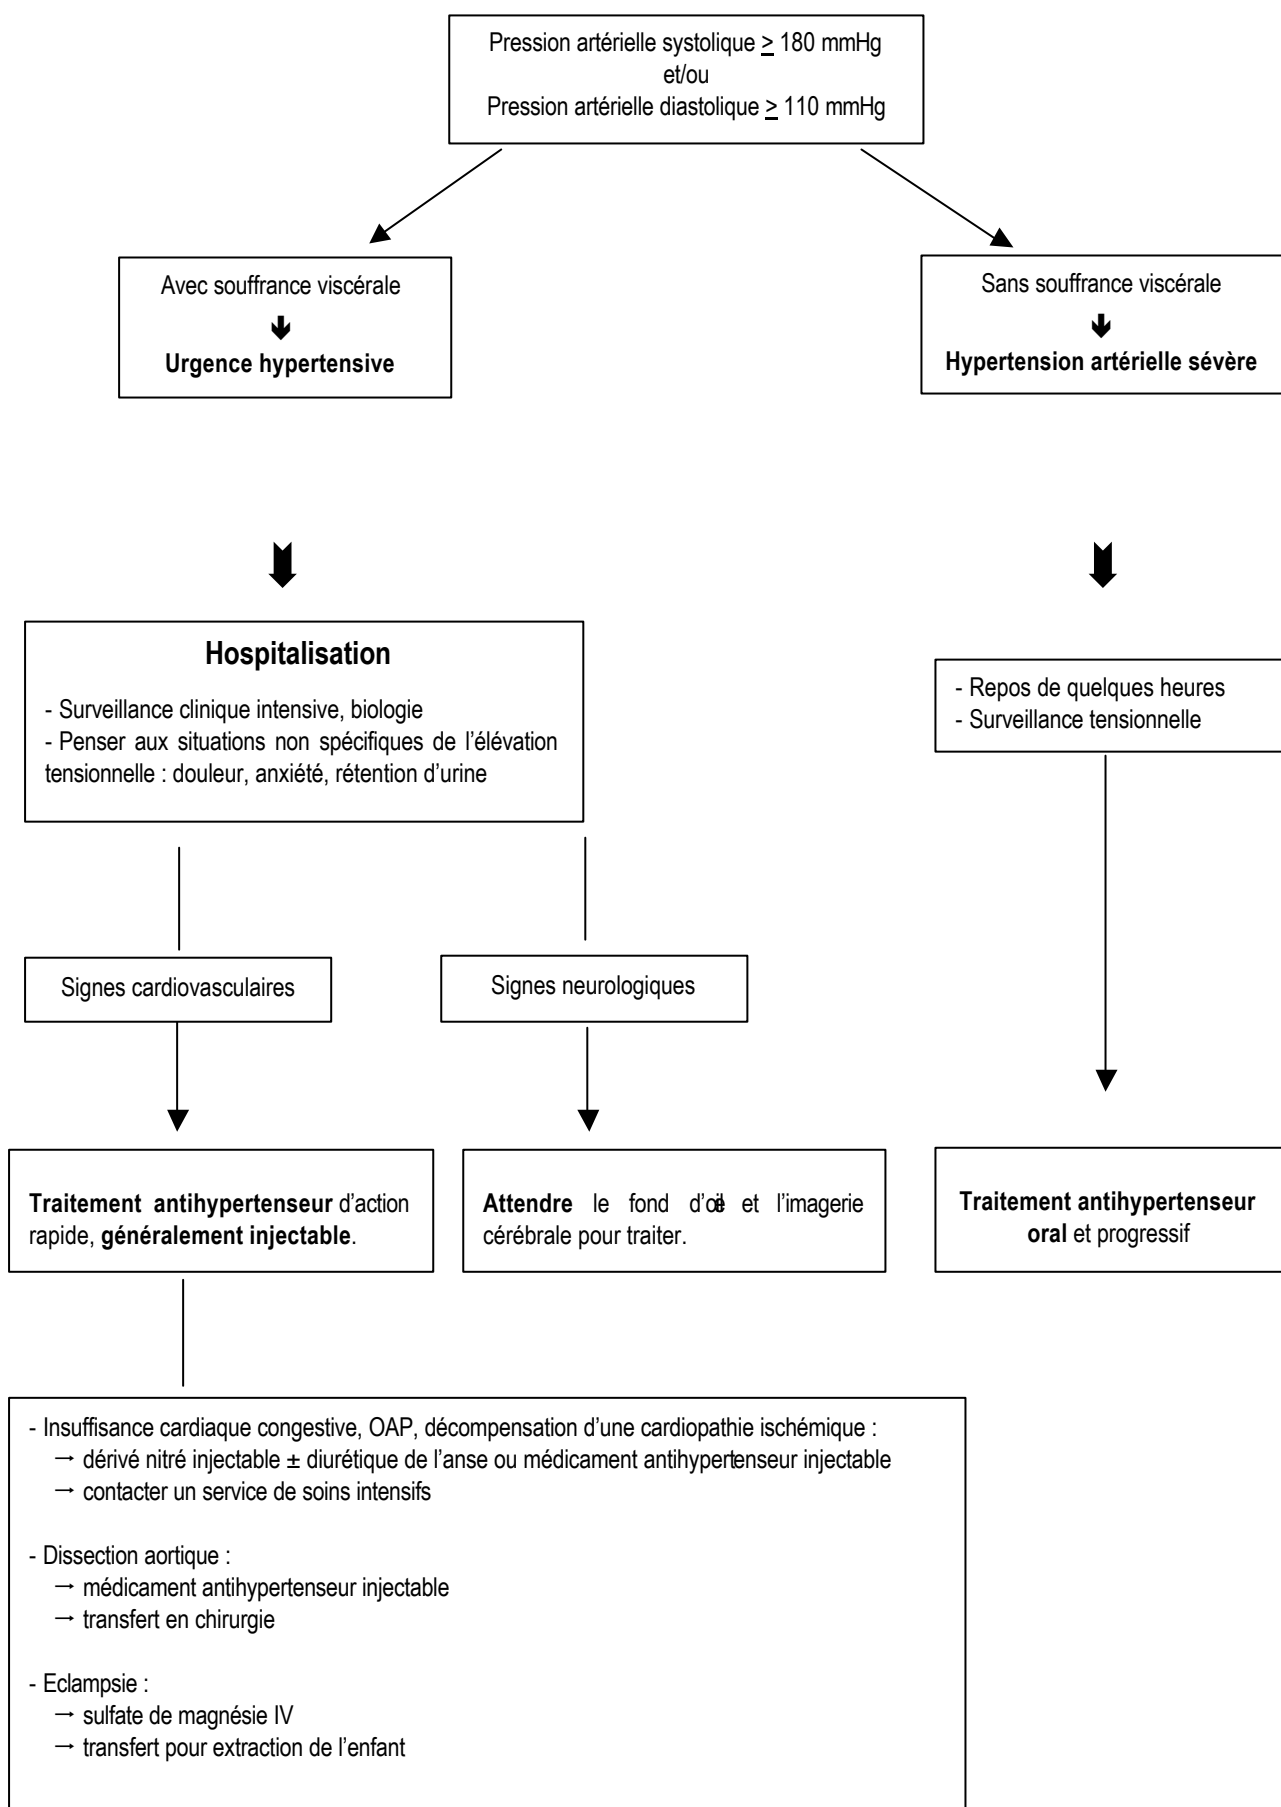 Pression artérielle systolique ≥ 180 mmHg
et/ou
Pression artérielle diastolique ≥ 110 mmHg
Avec souffrance viscérale
Urgence hypertensive
Sans souffrance viscérale
Hypertension artérielle sévère
Hospitalisation
- Surveillance clinique intensive, biologie
- Penser aux situations non spécifiques de l’élévation
tensionnelle : douleur, anxiété, rétention d’urine
- Repos de quelques heures
- Surveillance tensionnelle
Signes cardiovasculaires
Signes neurologiques
Traitement antihypertenseur d’action
rapide, généralement injectable.
Attendre le fond d’œil et l’imagerie
cérébrale pour traiter.
Traitement antihypertenseur
oral et progressif
- Insuffisance cardiaque congestive, OAP, décompensation d’une cardiopathie ischémique :
→ dérivé nitré injectable ± diurétique de l’anse ou médicament antihypertenseur injectable
→ contacter un service de soins intensifs
- Dissection aortique :
→ médicament antihypertenseur injectable
→ transfert en chirurgie
- Eclampsie :
→ sulfate de magnésie IV
→ transfert pour extraction de l’enfant